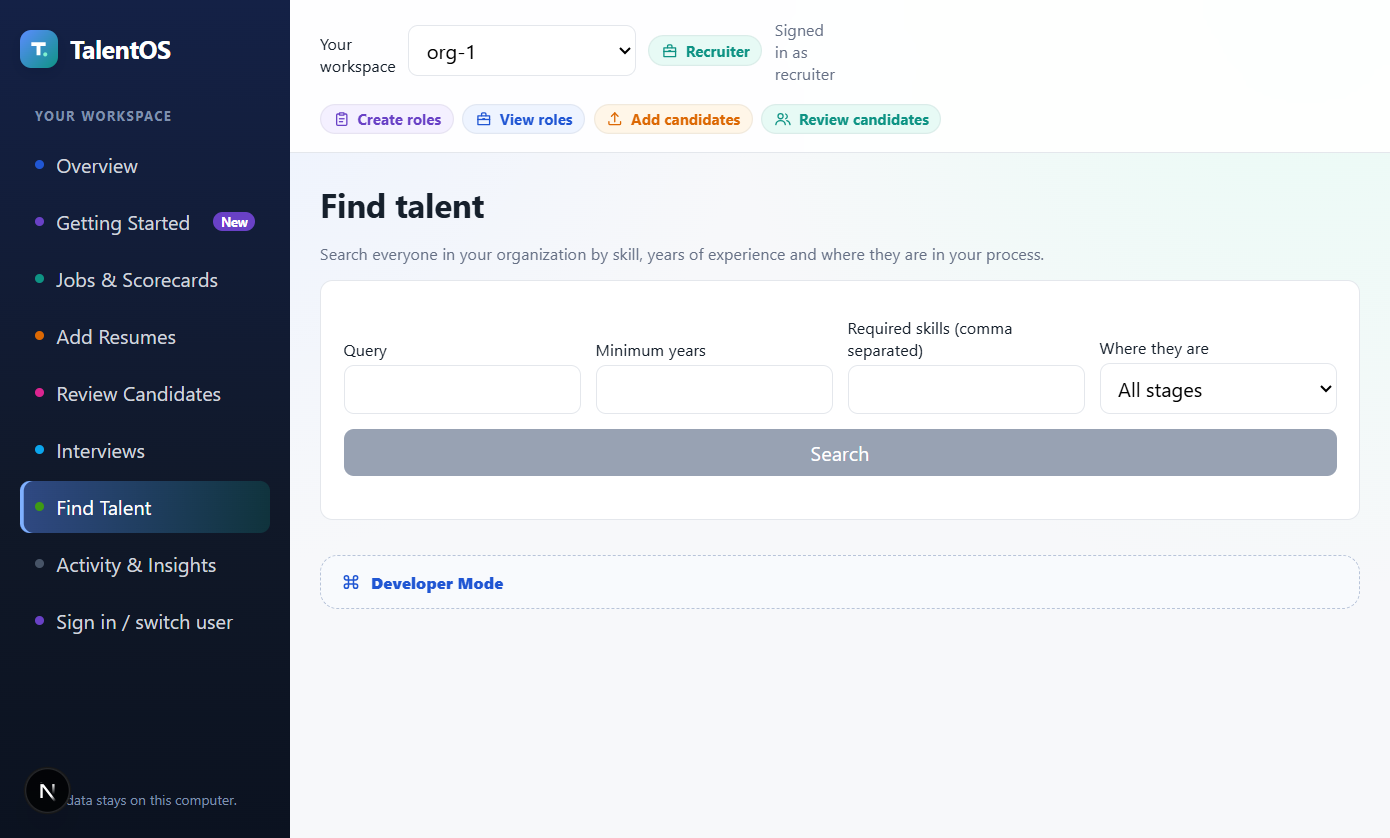 T.
TalentOS
YOUR WORKSPACE
Overview
Getting Started New
Jobs & Scorecards
Add Resumes
Review Candidates
Interviews
Find Talent
Activity & Insights
Sign in / switch user
N
data stays on this computer.
Your
workspace
org-1
Recruiter
Signed
in as
recruiter
Create roles
View roles
Add candidates
Review candidates
Find talent
Search everyone in your organization by skill, years of experience and where they are in your process.
Query
Minimum years
Required skills (comma
separated)
Where they are
All stages
Search
Developer Mode